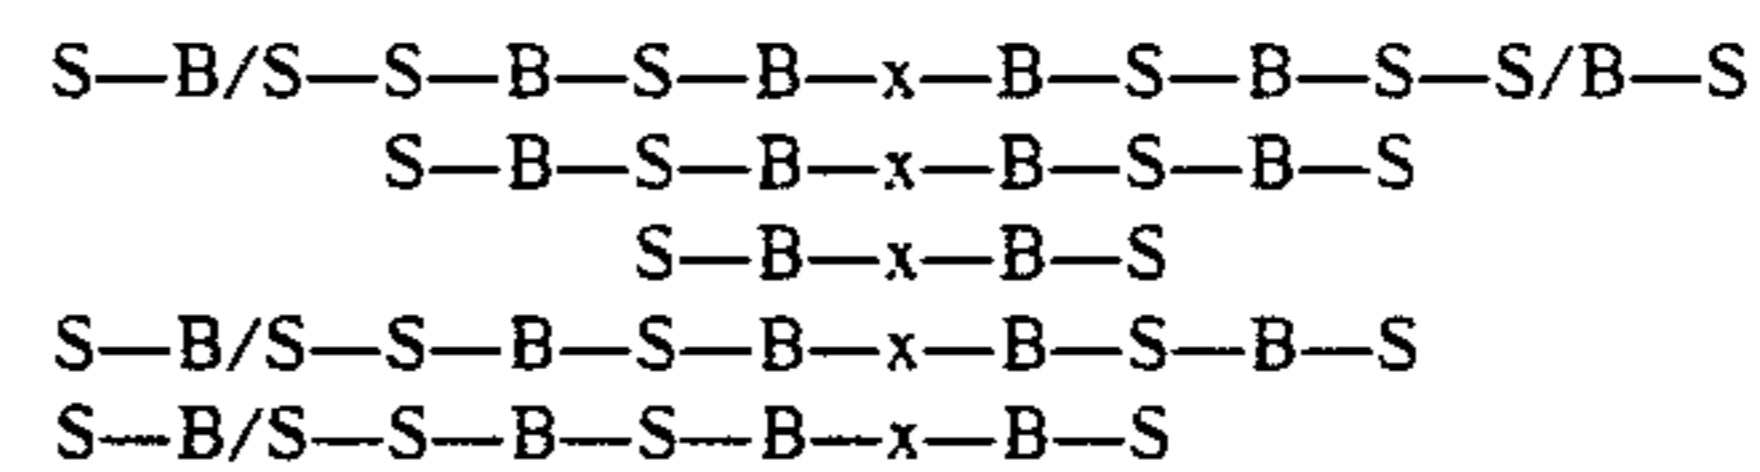 S—B/S—S—B—S—B—x—B—S—B—S—S/B—S
S—B—S—B—x—B—S—B—S
S—B—x—B—S
S—B/S—S—B—S—B—x—B—S—B—S
S—B/S—S—B—S—B—x—B—S